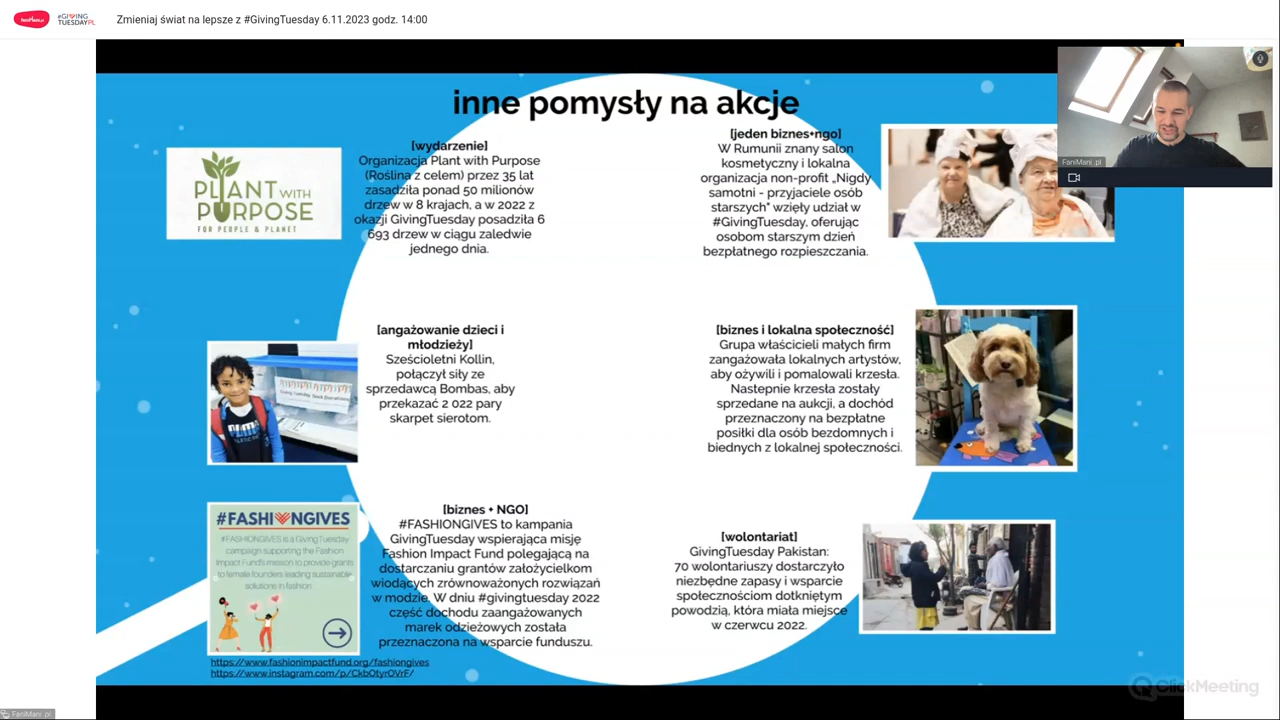 FaniMani.pl
#GIVING
TUESDAYPL
Zmieniaj świat na lepsze z #GivingTuesday 6.11.2023 godz. 14:00
inne pomysły na akcje
PLANT WITH
PURPOSE
FOR PEOPLE & PLANET
[wydarzenie]
Organizacja Plant with Purpose
(Roślina z celem) przez 35 lat
zasadziła ponad 50 milionów
drzew w 8 krajach, a w 2022 z
okazji GivingTuesday posadziła 6
693 drzew w ciągu zaledwie
jednego dnia.
[jeden biznes+ngo]
W Rumunii znany salon
kosmetyczny i lokalna
organizacja non-profit „Nigdy
samotni - przyjaciele osób
starszych" wzięły udział w
#GivingTuesday, oferując
osobom starszym dzień
bezpłatnego rozpieszczania.
FaniMani .pl
[angażowanie dzieci i
młodzieży]
Sześcioletni Kollin,
połączył siły ze
sprzedawcą Bombas, aby
przekazać 2 022 pary
skarpet sierotom.
Giving Tuesday Sock Donations
PUMA
[biznes i lokalna społeczność]
Grupa właścicieli małych firm
zangażowała lokalnych artystów,
aby ożywili i pomalowali krzesła.
Nastepnie krzesła zostały
sprzedane na aukcji, a dochód
przeznaczony na bezpłatne
posiłki dla osób bezdomnych i
biednych z lokalnej społeczności.
#FASHIONGIVES
#FASHIONGIVES is a GivingTuesday
campaign supporting the Fashion
Impact Fund's mission to provide grants
to female founders leading sustainable
solutions in fashion
[biznes + NGO]
#FASHIONGIVES to kampania
GivingTuesday wspierająca misję
Fashion Impact Fund polegającą na
dostarczaniu grantów założycielkom
wiodących zrównoważonych rozwiązań
w modzie. W dniu #givingtuesday 2022
część dochodu zaangażowanych
marek odzieżowych została
przeznaczona na wsparcie funduszu.
https://www.fashionimpactfund.org/fashiongives
https://www.instagram.com/p/CkbOtyrOVrF/
[wolontariat]
GivingTuesday Pakistan:
70 wolontariuszy dostarczyło
niezbędne zapasy i wsparcie
społecznościom dotkniętym
powodzią, która miała miejsce
w czerwcu 2022.
ClickMeeting
FaniMani .pl